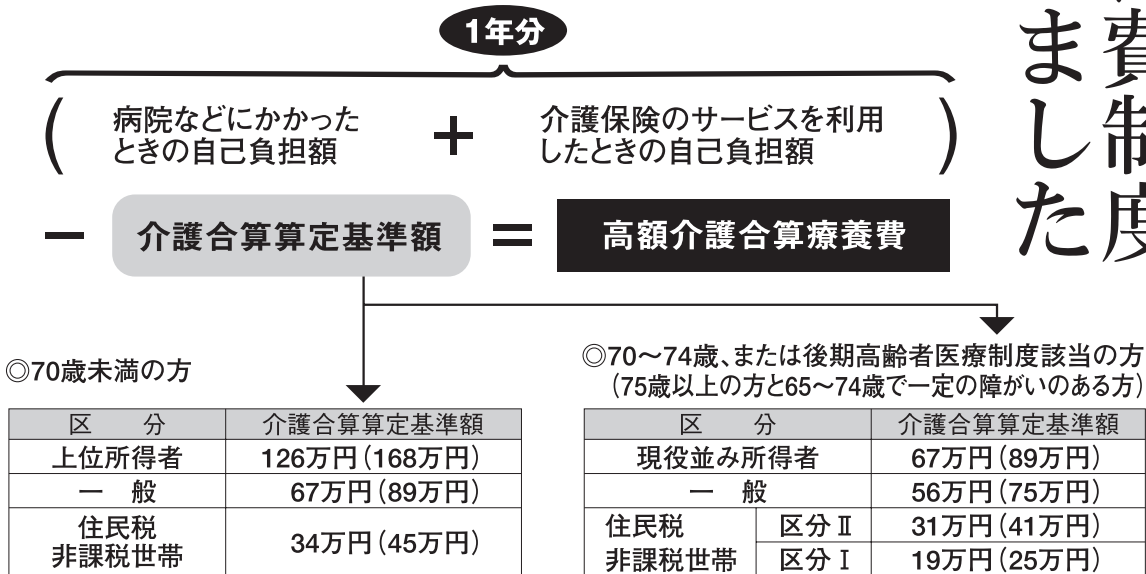 費制度
ました
1年分
( 病院などにかかった
ときの自己負担額
+
介護保険のサービスを利用
したときの自己負担額 )
− 介護合算算定基準額 = 高額介護合算療養費
◎70歳未満の方
区 分 介護合算算定基準額
上位所得者 126万円(168万円)
一 般 67万円(89万円)
住民税
非課税世帯 34万円(45万円)
◎70～74歳、または後期高齢者医療制度該当の方
(75歳以上の方と65～74歳で一定の障がいのある方)
区 分 介護合算算定基準額
現役並み所得者 67万円(89万円)
一 般 56万円(75万円)
住民税 区分Ⅱ 31万円(41万円)
非課税世帯 区分Ⅰ 19万円(25万円)